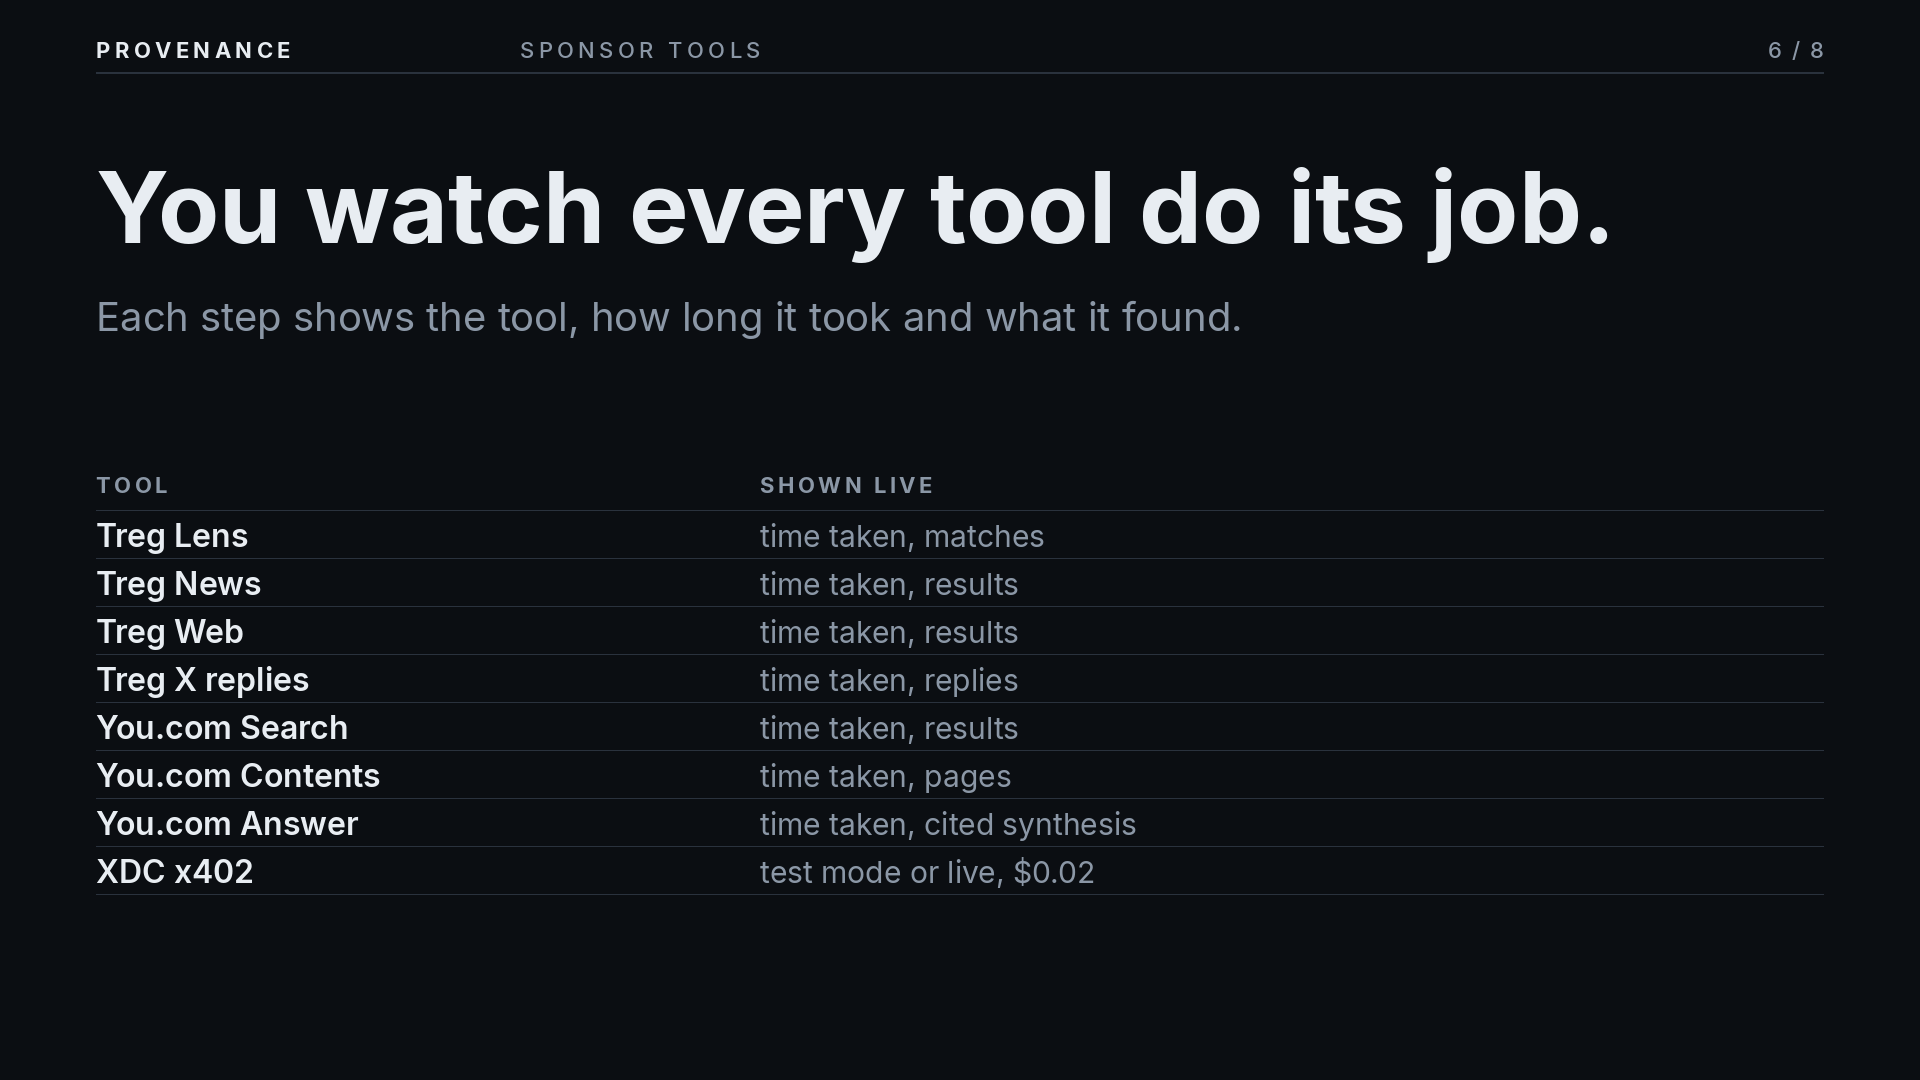 PROVENANCE SPONSOR TOOLS 6 / 8
You watch every tool do its job.
Each step shows the tool, how long it took and what it found.
TOOL SHOWN LIVE
Treg Lens time taken, matches
Treg News time taken, results
Treg Web time taken, results
Treg X replies time taken, replies
You.com Search time taken, results
You.com Contents time taken, pages
You.com Answer time taken, cited synthesis
XDC x402 test mode or live, $0.02